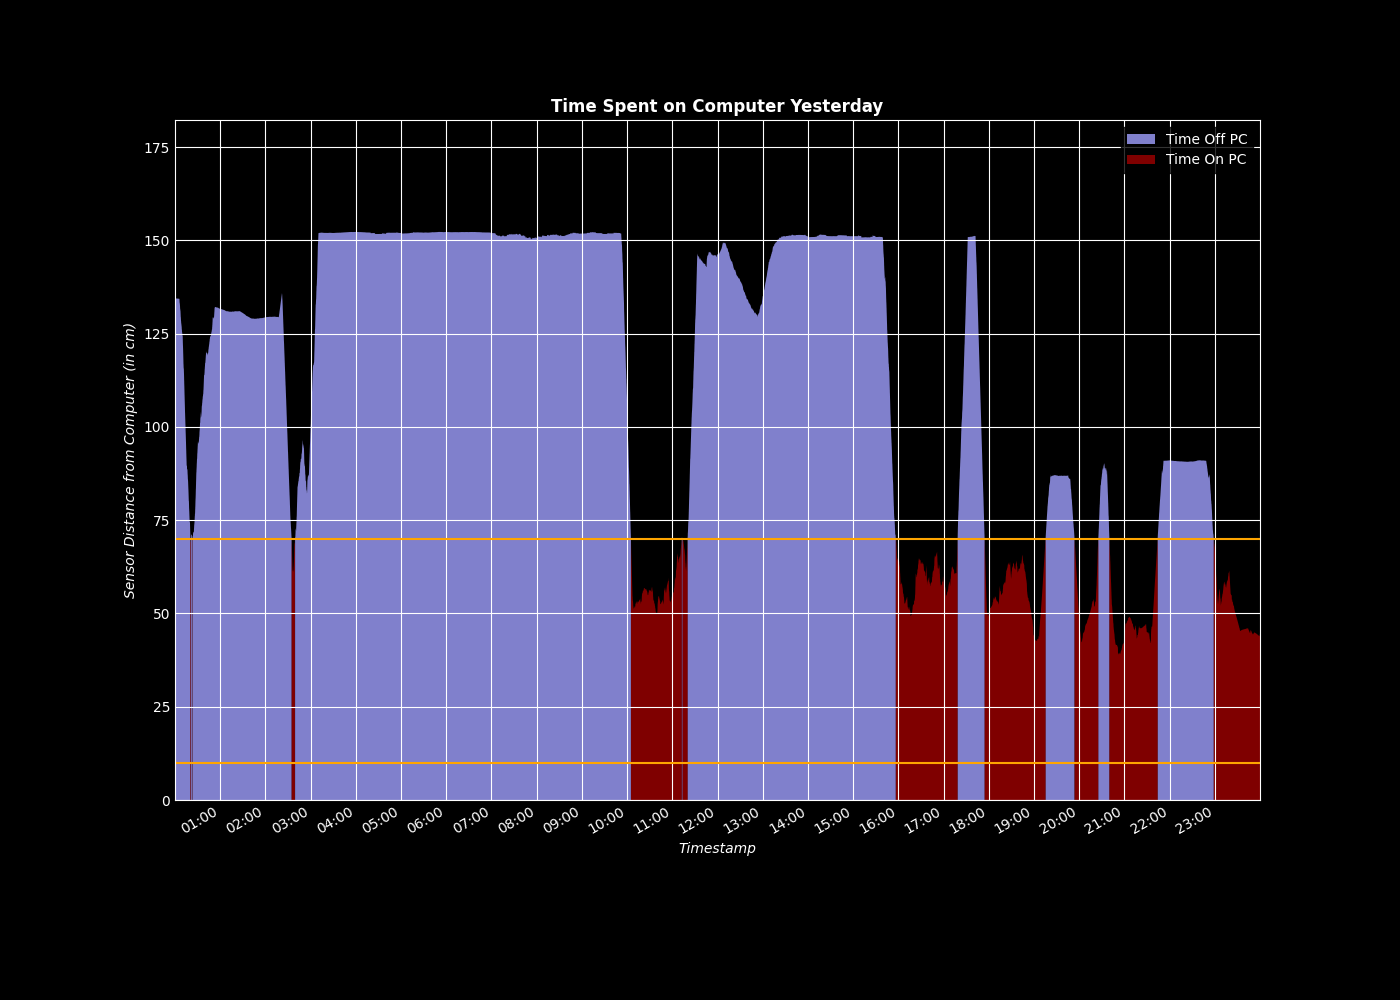 Time Spent on Computer Yesterday
Time Off PC
Time On PC
175
150
125
100
75
50
25
0
Sensor Distance from Computer (in cm)
01:00 02:00 03:00 04:00 05:00 06:00 07:00 08:00 09:00 10:00 11:00 12:00 13:00 14:00 15:00 16:00 17:00 18:00 19:00 20:00 21:00 22:00 23:00
Timestamp